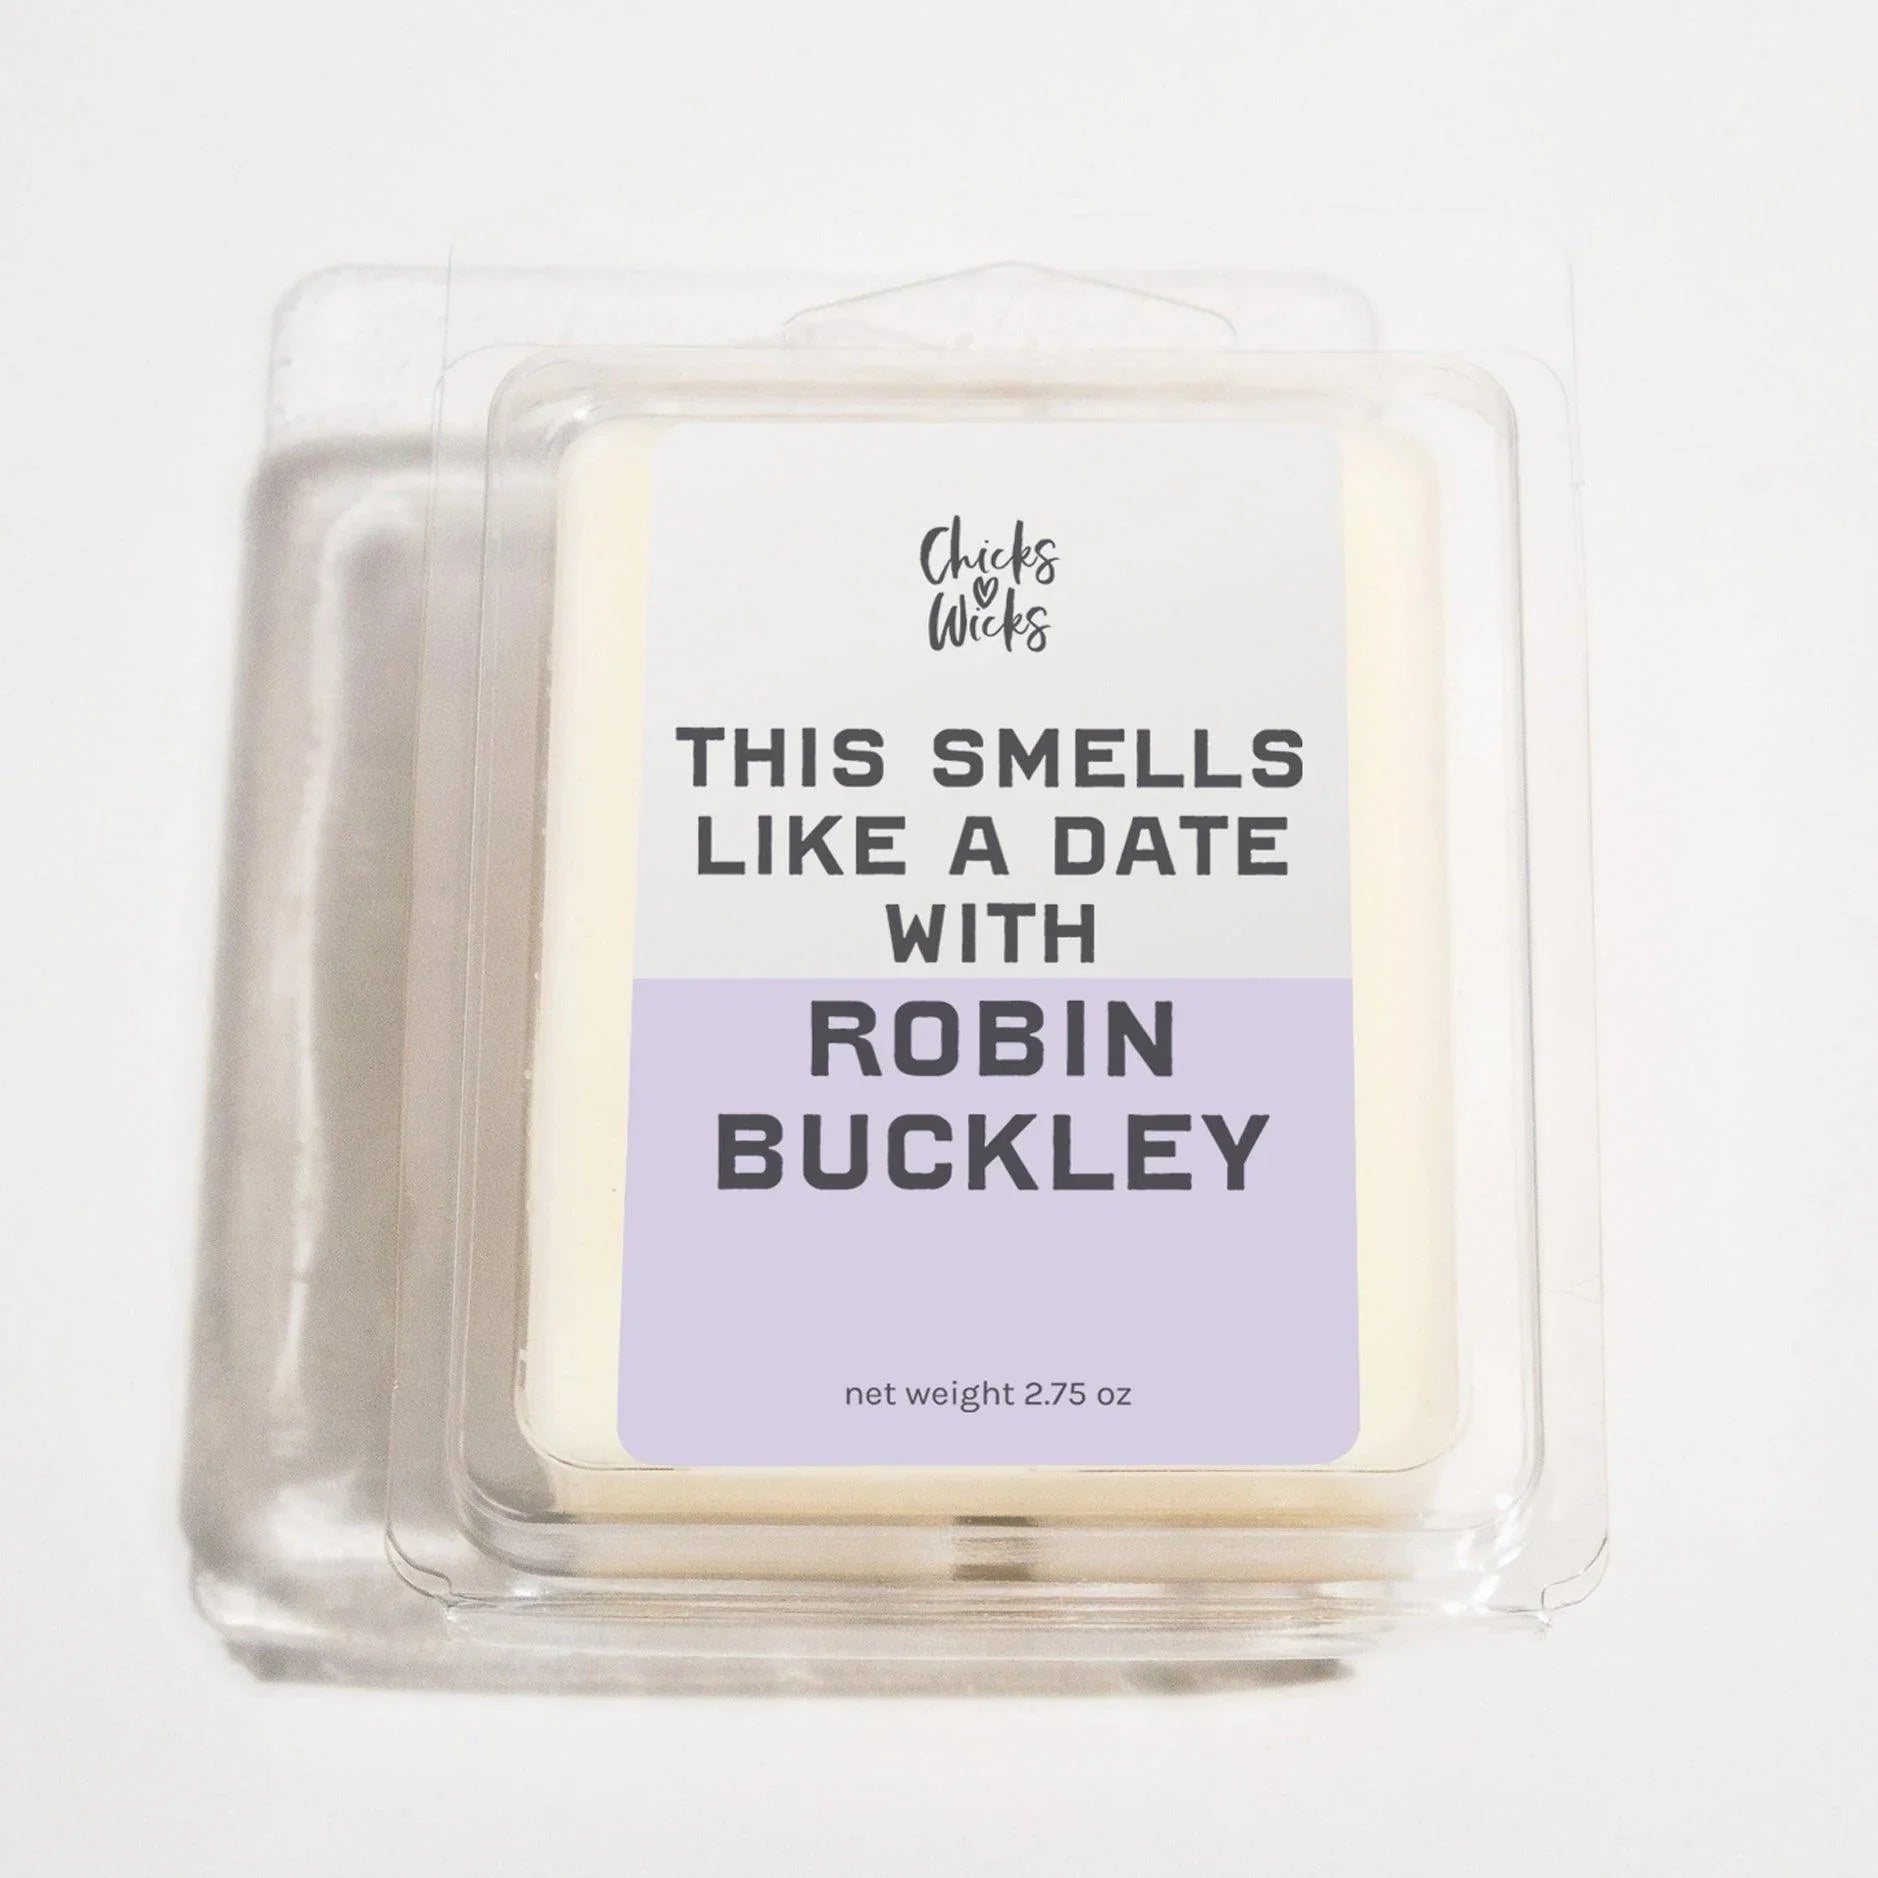 Chicks
Wicks
THIS SMELLS
LIKE A DATE
WITH
ROBIN
BUCKLEY
net weight 2.75 oz